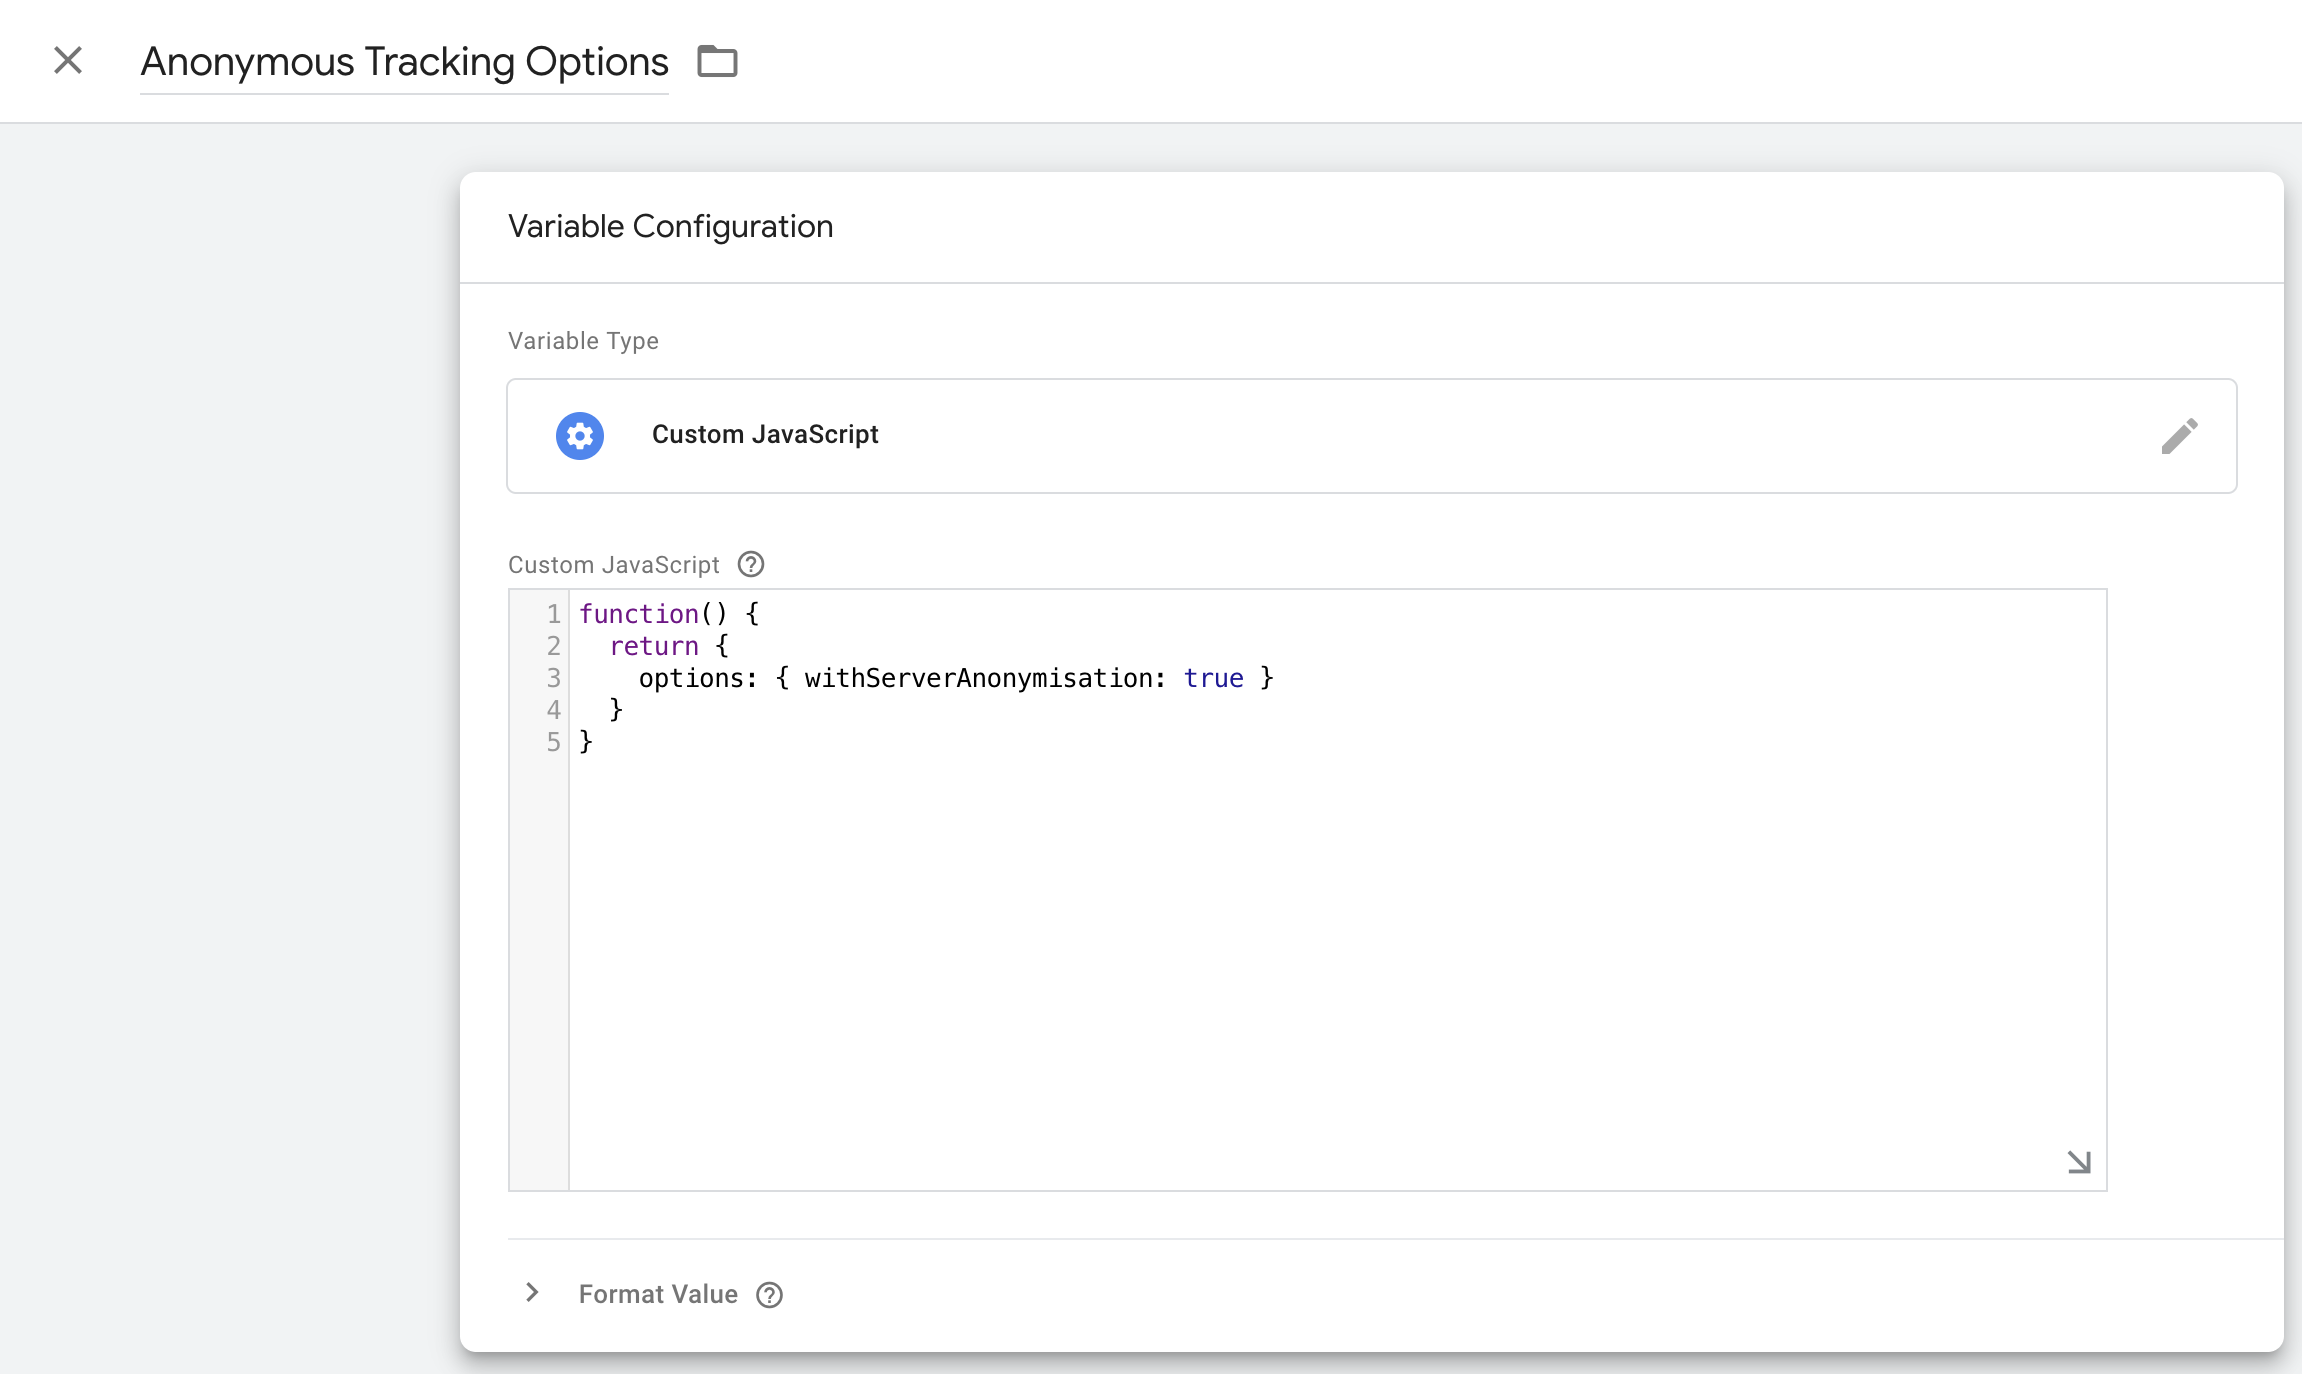 Anonymous Tracking Options
Variable Configuration
Variable Type
Custom JavaScript
Custom JavaScript
1 function() {
2   return {
3     options: { withServerAnonymisation: true }
4   }
5 }
Format Value